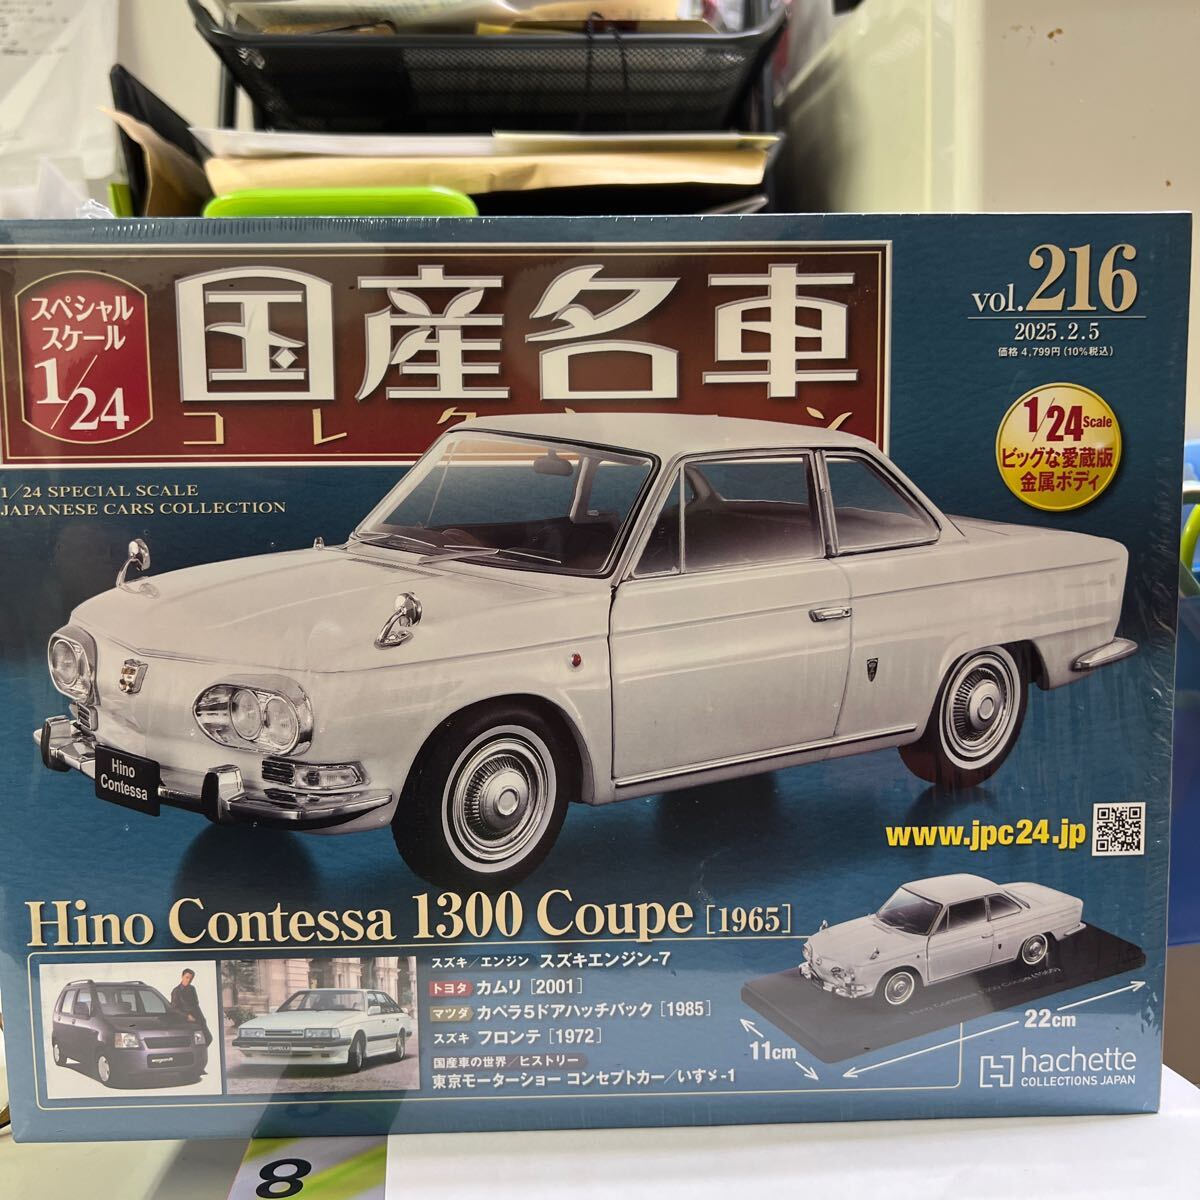 スペシャル
スケール
1/24
国産名車
コレクション
1/24 SPECIAL SCALE
JAPANESE CARS COLLECTION
vol.216
2025.2.5
価格 4,799円(10%税込)
1/24 Scale
ビッグな愛蔵版
金属ボディ
Hino
Contessa
www.jpc24.jp
Hino Contessa 1300 Coupe [1965]
スズキ/エンジン スズキエンジン-7
トヨタ カムリ [2001]
マツダ カペラ5ドアハッチバック [1985]
スズキ フロンテ [1972]
国産車の世界/ヒストリー
東京モーターショー コンセプトカー/いすゞ-1
Hino Contessa 1300 Coupe (1965)
22cm
11cm
hachette
COLLECTIONS JAPAN
8